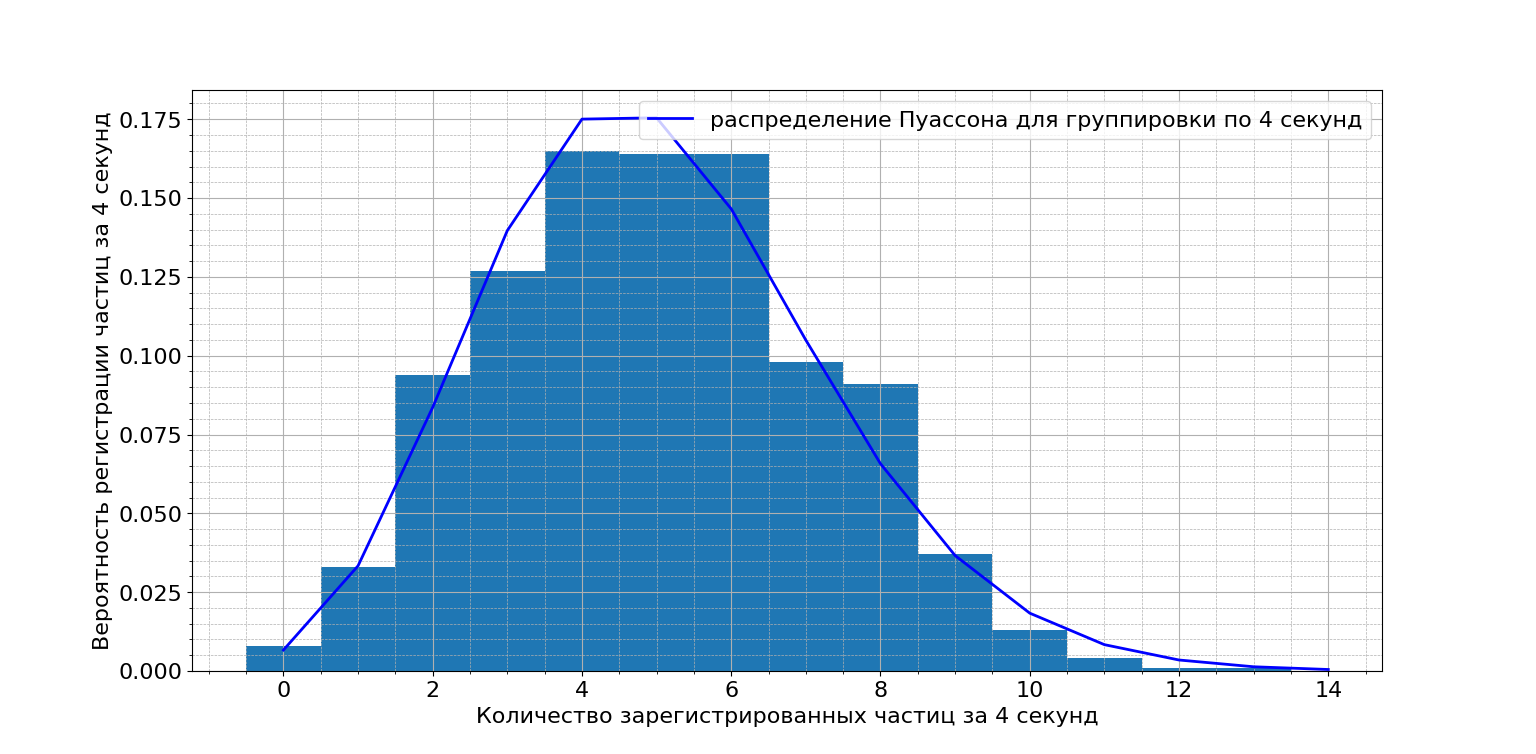 распределение Пуассона для группировки по 4 секунд
Вероятность регистрации частиц за 4 секунд
0.175
0.150
0.125
0.100
0.075
0.050
0.025
0.000
0 2 4 6 8 10 12 14
Количество зарегистрированных частиц за 4 секунд